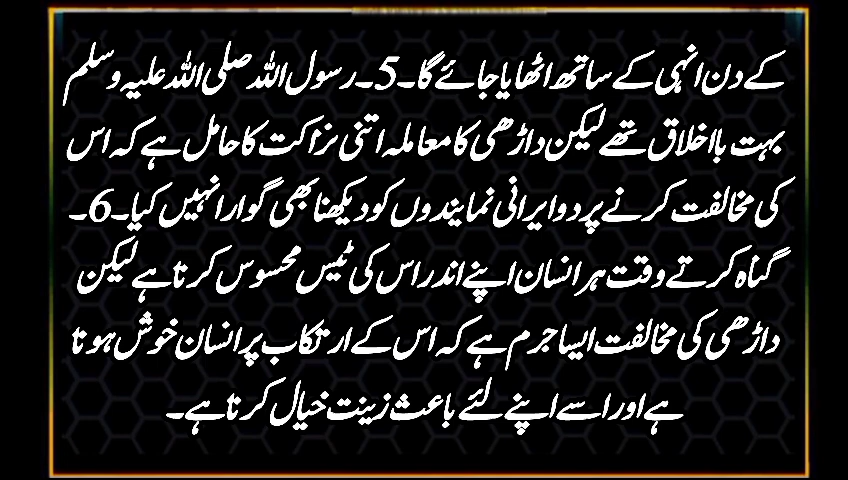 کے دن انہی کے ساتھ اٹھایا جائے گا۔5۔رسول اللہ صلی اللہ علیہ وسلم
بہت بااخلاق تھے لیکن داڑھی کا معاملہ اتنی نزاکت کا حامل ہے کہ اس
کی مخالفت کرنے پر دو ایرانی نمایندوں کو دیکھنا بھی گوارا نہیں کیا۔6۔
گناہ کرتے وقت ہر انسان اپنے اندر اس کی ٹیس محسوس کرتا ہے لیکن
داڑھی کی مخالفت ایسا جرم ہے کہ اس کے ارتکاب پر انسان خوش ہوتا
ہے اور اسے اپنے لئے باعث زینت خیال کرتا ہے۔